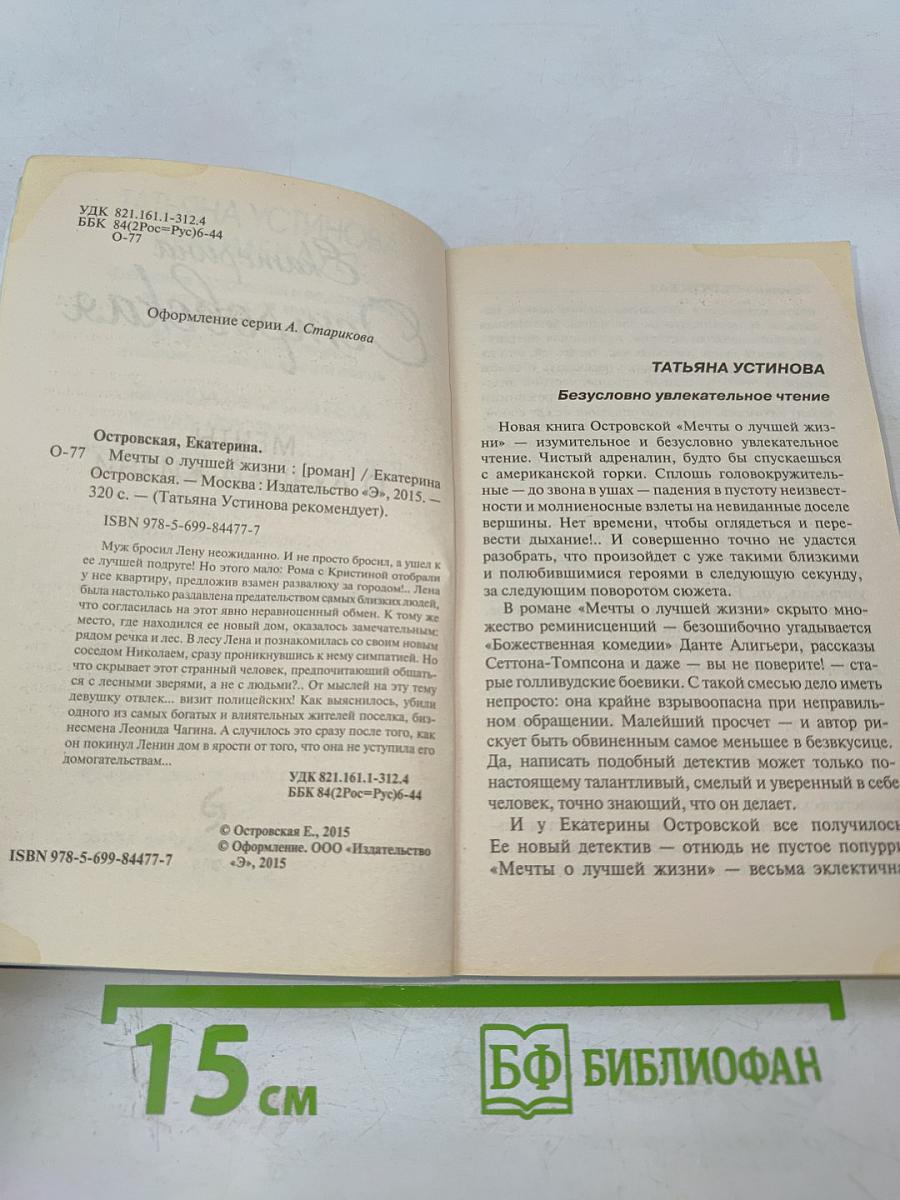 УДК 821.161.1-312.4
ББК 84(2Рос=Рус)6-44
О-77
Оформление серии А. Старикова
Островская, Екатерина.
О-77 Мечты о лучшей жизни : [роман] / Екатерина
Островская. — Москва : Издательство «Э», 2015. —
320 с. — (Татьяна Устинова рекомендует).
ISBN 978-5-699-84477-7
Муж бросил Лену неожиданно. И не просто бросил, а ушел к
ее лучшей подруге! Но этого мало: Рома с Кристиной отобрали
у нее квартиру, предложив взамен развалюху за городом!.. Лена
была настолько раздавлена предательством самых близких людей,
что согласилась на этот явно неравноценный обмен. К тому же
место, где находился ее новый дом, оказалось замечательным:
рядом речка и лес. В лесу Лена и познакомилась со своим новым
соседом Николаем, сразу проникнувшись к нему симпатией. Но
что скрывает этот странный человек, предпочитающий общать-
ся с лесными зверями, а не с людьми?.. От мыслей на эту тему
девушку отвлек... визит полицейских! Как выяснилось, убили
одного из самых богатых и влиятельных жителей поселка, биз-
несмена Леонида Чагина. А случилось это сразу после того, как
он покинул Ленин дом в ярости от того, что она не уступила его
домогательствам...
УДК 821.161.1-312.4
ББК 84(2Рос=Рус)6-44
© Островская Е., 2015
© Оформление. ООО «Издательство
«Э», 2015
ISBN 978-5-699-84477-7
ТАТЬЯНА УСТИНОВА
Безусловно увлекательное чтение
Новая книга Островской «Мечты о лучшей жиз-
ни» — изумительное и безусловно увлекательное
чтение. Чистый адреналин, будто бы спускаешься
с американской горки. Сплошь головокружитель-
ные — до звона в ушах — падения в пустоту неизвест-
ности и молниеносные взлеты на невиданные доселе
вершины. Нет времени, чтобы оглядеться и пере-
вести дыхание!.. И совершенно точно не удастся
разобрать, что произойдет с уже такими близкими
и полюбившимися героями в следующую секунду,
за следующим поворотом сюжета.
В романе «Мечты о лучшей жизни» скрыто мно-
жество реминисценций — безошибочно угадывается
«Божественная комедия» Данте Алигьери, рассказы
Сеттона-Томпсона и даже — вы не поверите! — ста-
рые голливудские боевики. С такой смесью дело иметь
непросто: она крайне взрывоопасна при неправиль-
ном обращении. Малейший просчет — и автор ри-
скует быть обвиненным самое меньшее в безвкусице.
Да, написать подобный детектив может только по-
настоящему талантливый, смелый и уверенный в себе
человек, точно знающий, что он делает.
И у Екатерины Островской все получилось
Ее новый детектив — отнюдь не пустое попурри
«Мечты о лучшей жизни» — весьма эклектична
15 см
БФ БИБЛИОФАН